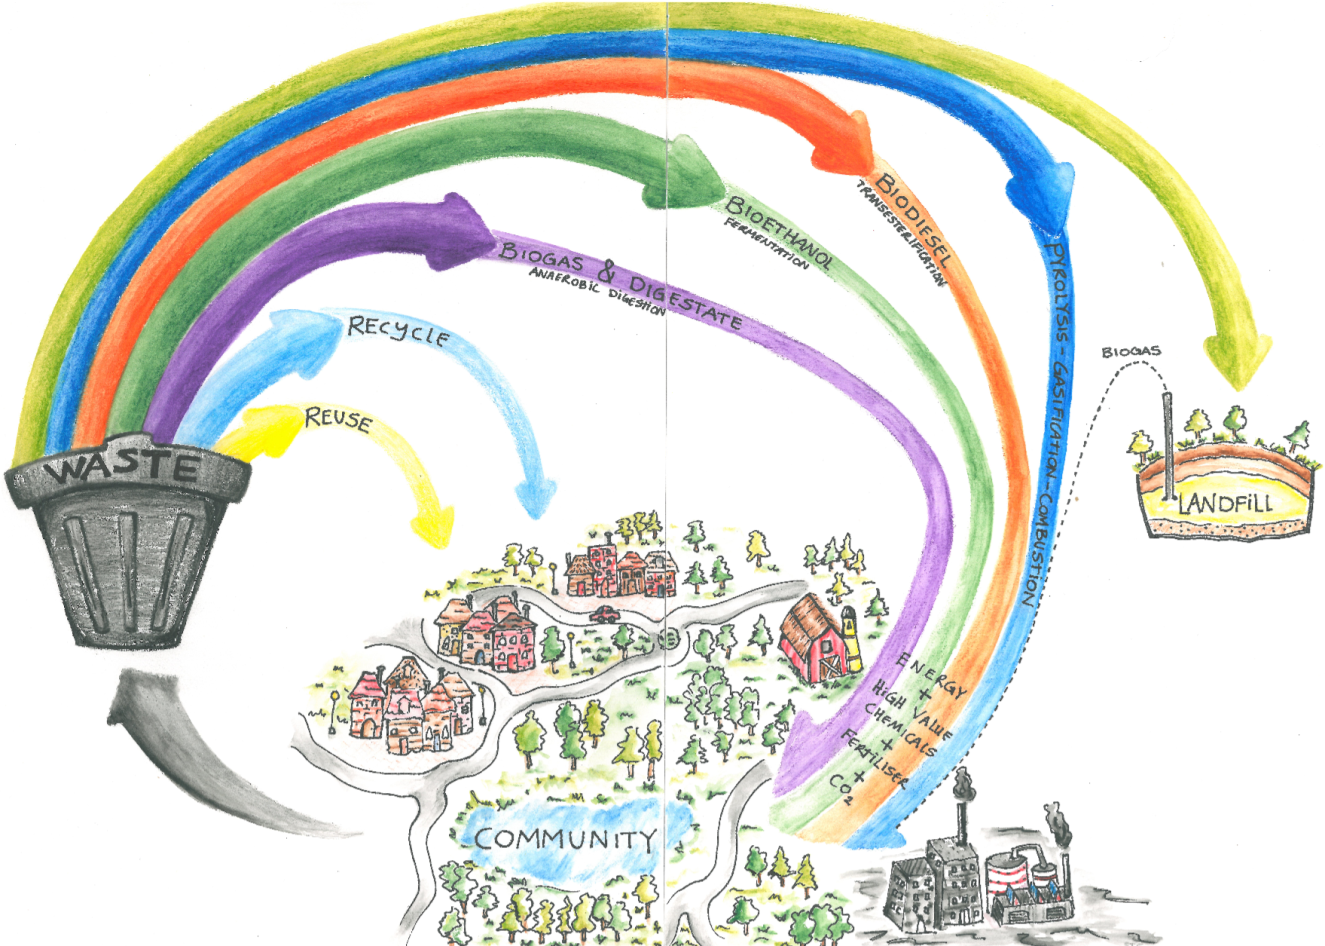 WASTE
REUSE
RECYCLE
BIOGAS & DIGESTATE
ANAEROBIC DIGESTION
BIOETHANOL
FERMENTATION
BIODIESEL
TRANSESTERIFICATION
PYROLYSIS - GASIFICATION - COMBUSTION
BIOGAS
LANDFILL
ENERGY
+
HIGH VALUE
CHEMICALS
+
FERTILISER
+
CO2
COMMUNITY